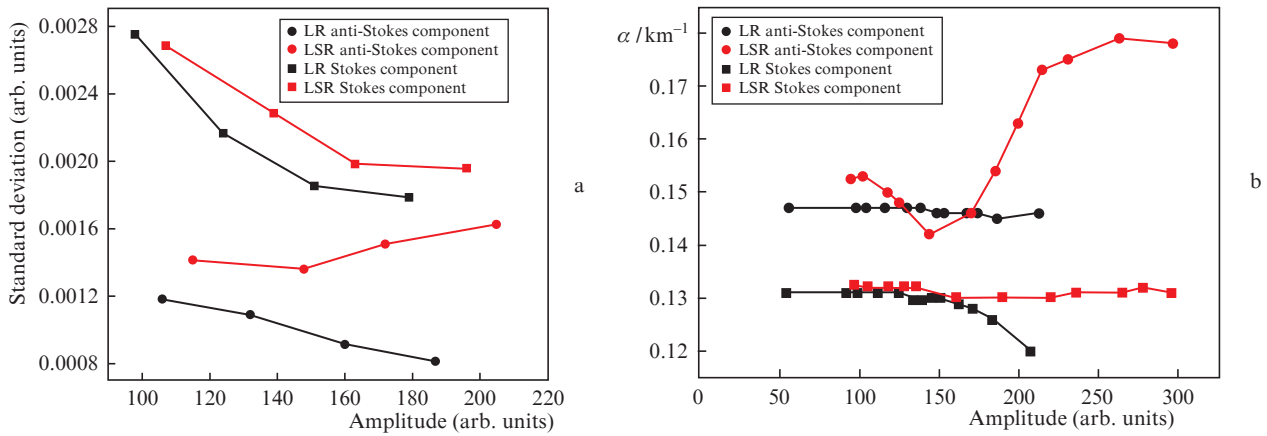 Standard deviation (arb. units)
0.0028
0.0024
0.0020
0.0016
0.0012
0.0008
LR anti-Stokes component
LSR anti-Stokes component
LR Stokes component
LSR Stokes component
100 120 140 160 180 200 220
Amplitude (arb. units)
a
α/km⁻¹
0.17
0.16
0.15
0.14
0.13
0.12
LR anti-Stokes component
LSR anti-Stokes component
LR Stokes component
LSR Stokes component
0 50 100 150 200 250 300
Amplitude (arb. units)
b